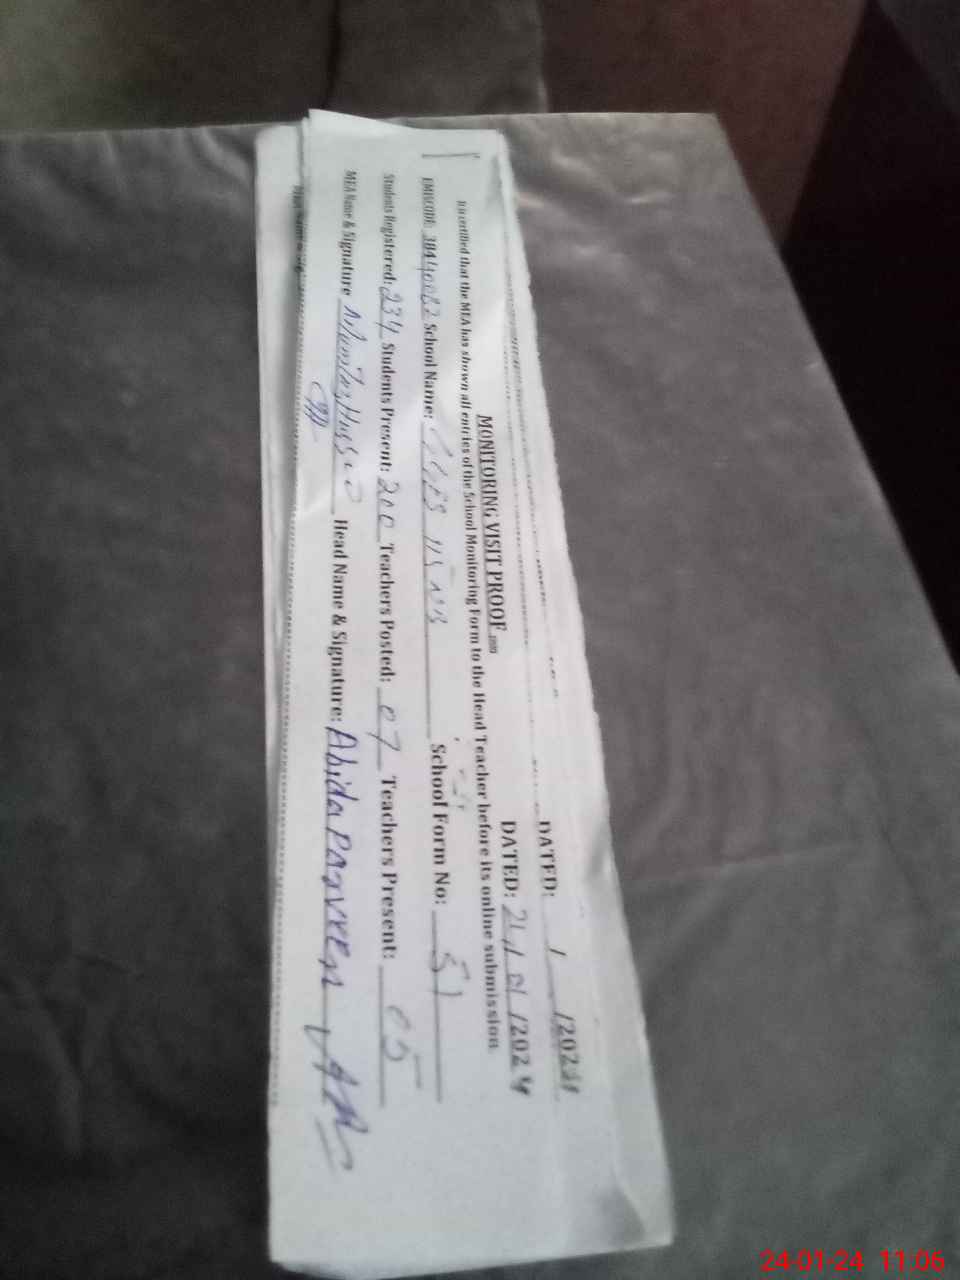 DATED: / /2024
MONITORING VISIT PROOF
DATED: 24/01/2024
It is certified that the MEA has shown all entries of the School Monitoring Form to the Head Teacher before its online submission.
EMISCODE: School Name: School Form No: 51
Students Registered: 234 Students Present: 200 Teachers Posted: 07 Teachers Present: 05
MEA Name & Signature Head Name & Signature: Abida Parveen
24-01-24 11:06